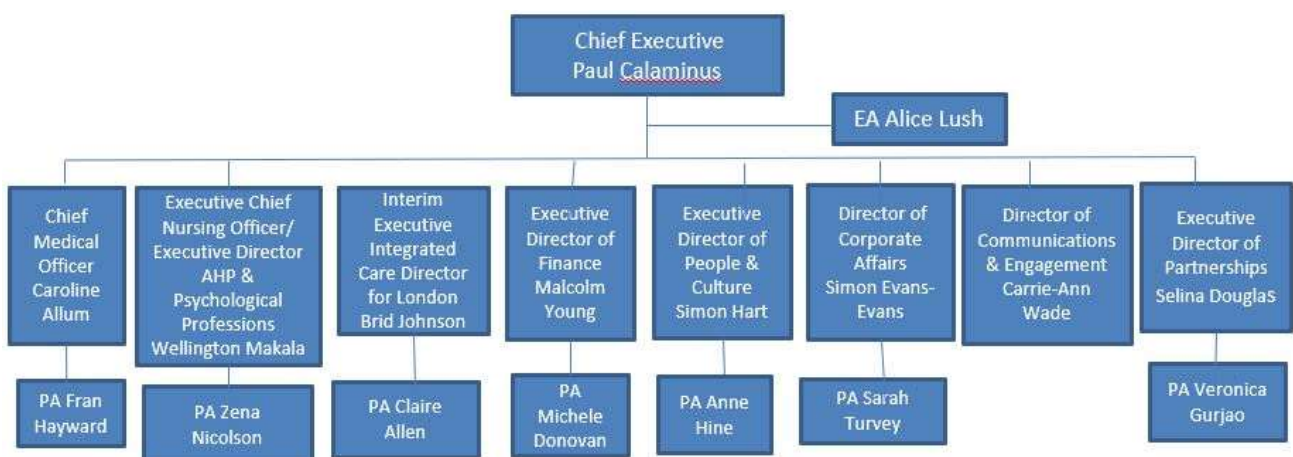 Chief Executive
Paul Calaminus
EA Alice Lush
Chief
Medical
Officer
Caroline
Allum
Executive Chief
Nursing Officer/
Executive Director
AHP &
Psychological
Professions
Wellington Makala
Interim
Executive
Integrated
Care Director
for London
Brid Johnson
Executive
Director of
Finance
Malcolm
Young
Executive
Director of
People &
Culture
Simon Hart
Director of
Corporate
Affairs
Simon Evans-
Evans
Director of
Communications
& Engagement
Carrie-Ann
Wade
Executive
Director of
Partnerships
Selina Douglas
PA Fran
Hayward
PA Zena
Nicolson
PA Claire
Allen
PA
Michele
Donovan
PA Anne
Hine
PA Sarah
Turvey
PA Veronica
Gurjao